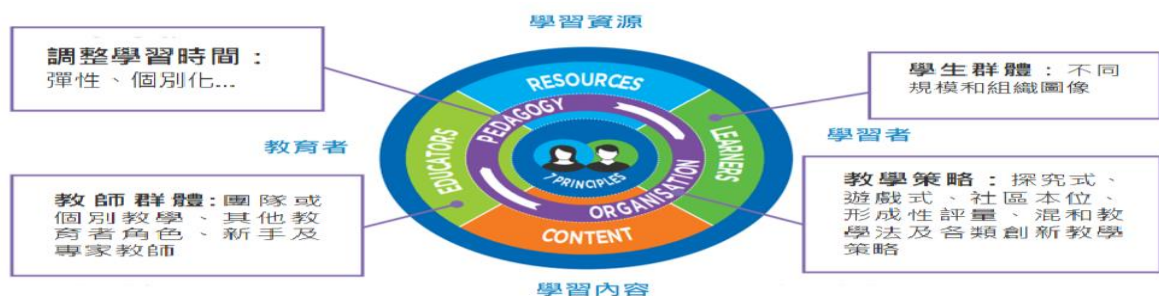 學習資源
調整學習時間：
彈性、個別化...
學生群體：不同
規模和組織圖像
RESOURCES
PEDAGOGY
EDUCATORS
LEARNERS
教育者
學習者
7 PRINCIPLES
ORGANISATION
CONTENT
教師群體:團隊或
個別教學、其他教
育者角色、新手及
專家教師
教學策略：探究式、
遊戲式、社區本位、
形成性評量、混和教
學法及各類創新教學
策略
學習內容